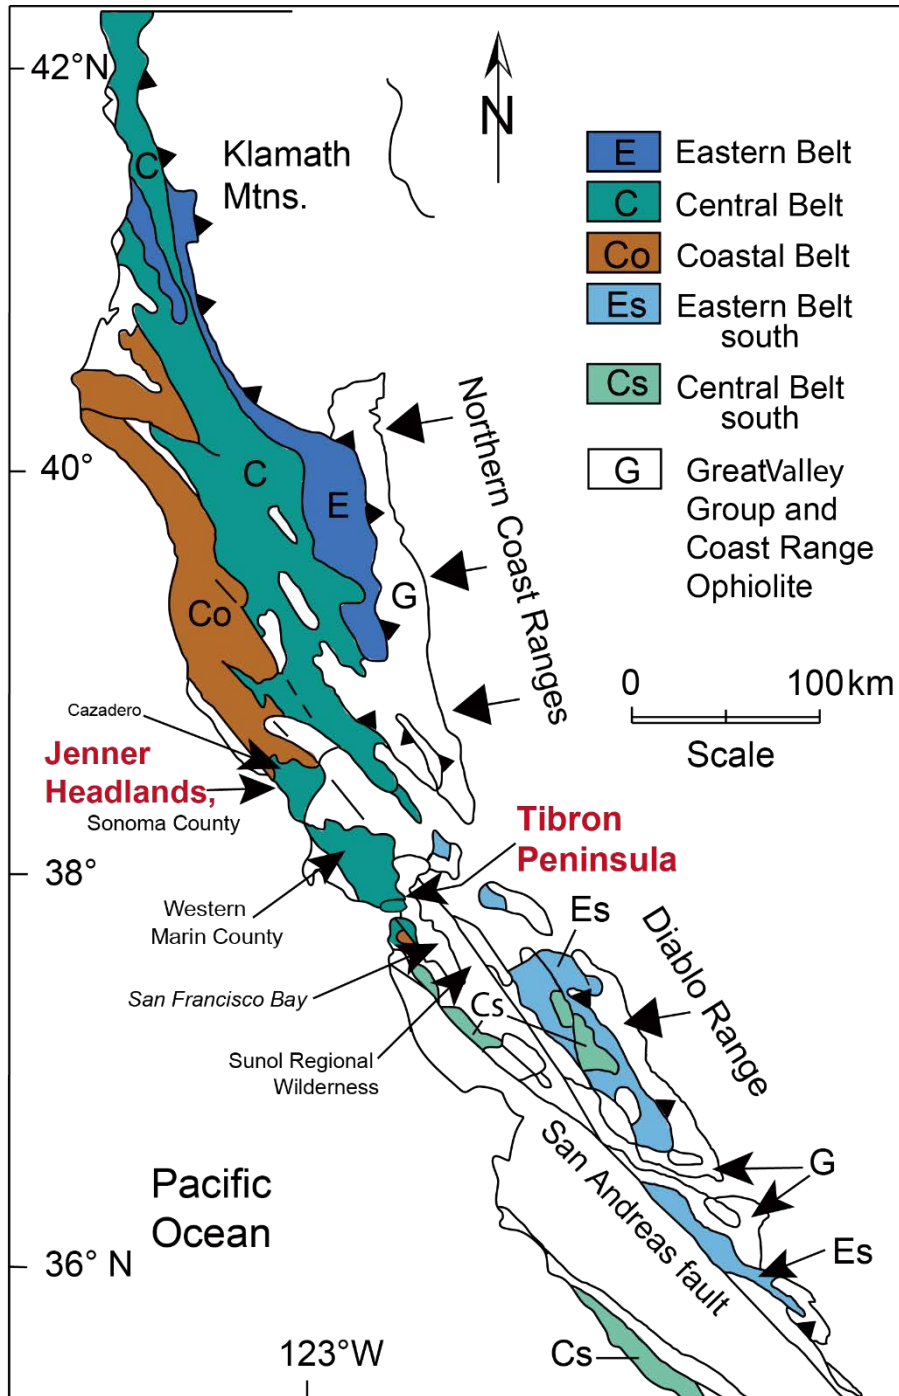 42°N
N
Klamath
Mtns.
E
Eastern Belt
C
Central Belt
Co
Coastal Belt
Es
Eastern Belt
south
Cs
Central Belt
south
G
GreatValley
Group and
Coast Range
Ophiolite
C
Northern Coast Ranges
40°
C
E
G
Co
0
100km
Scale
Cazadero
Jenner
Headlands,
Sonoma County
Tibron
Peninsula
38°
Western
Marin County
Es
Diablo Range
San Francisco Bay
Cs
Sunol Regional
Wilderness
San Andreas fault
G
Pacific
Ocean
Es
36° N
123°W
Cs